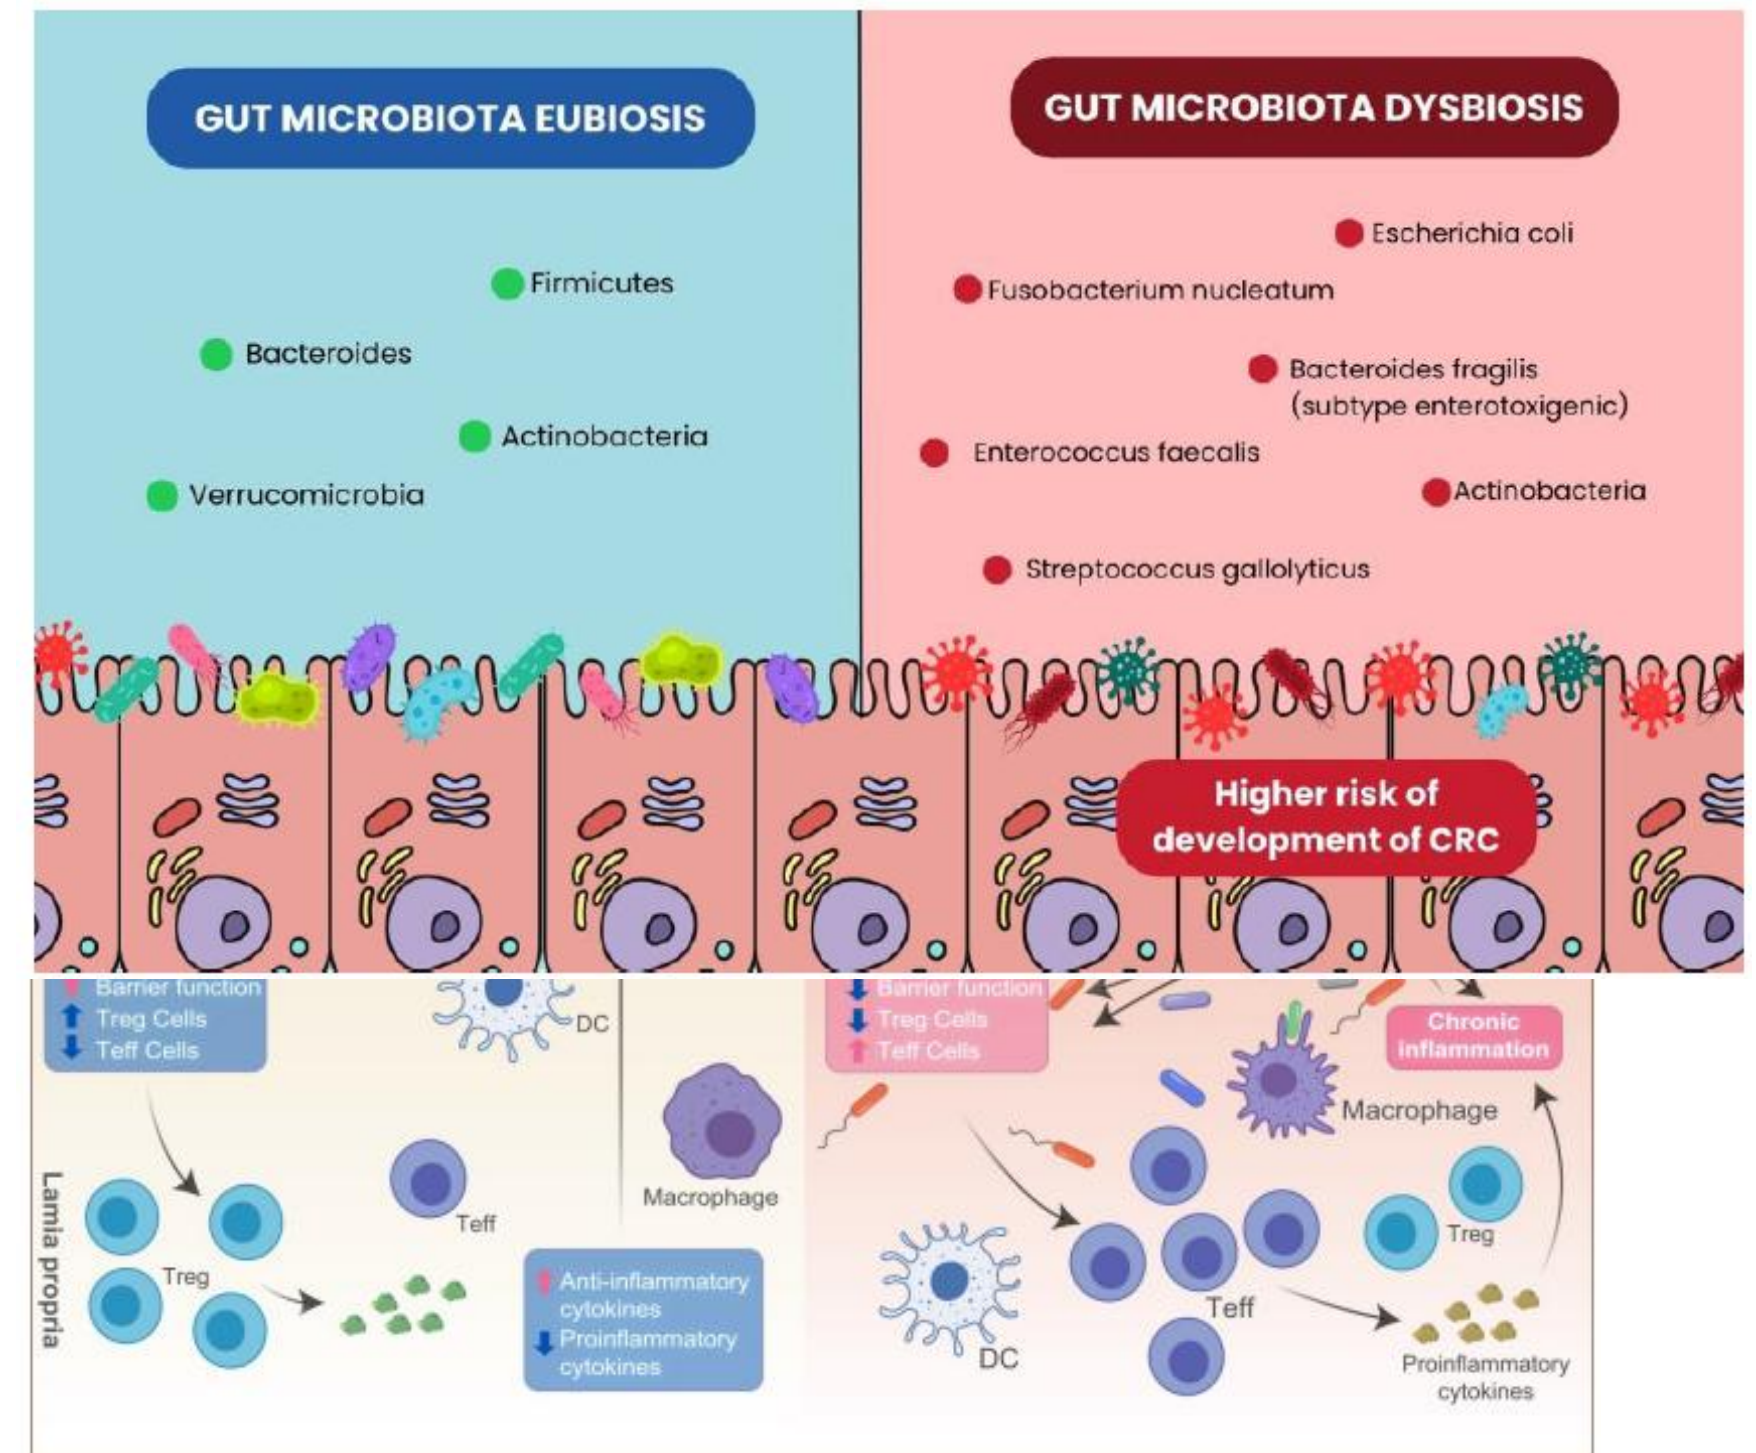 GUT MICROBIOTA EUBIOSIS
Firmicutes
Bacteroides
Actinobacteria
Verrucomicrobia
GUT MICROBIOTA DYSBIOSIS
Escherichia coli
Fusobacterium nucleatum
Bacteroides fragilis
(subtype enterotoxigenic)
Enterococcus faecalis
Actinobacteria
Streptococcus gallolyticus
Higher risk of
development of CRC
Barrier function
Treg Cells
Teff Cells
DC
Macrophage
Lamia propria
Teff
Treg
Anti-inflammatory
cytokines
Proinflammatory
cytokines
Barrier function
Treg Cells
Teff Cells
Chronic
inflammation
Macrophage
Treg
Teff
DC
Proinflammatory
cytokines